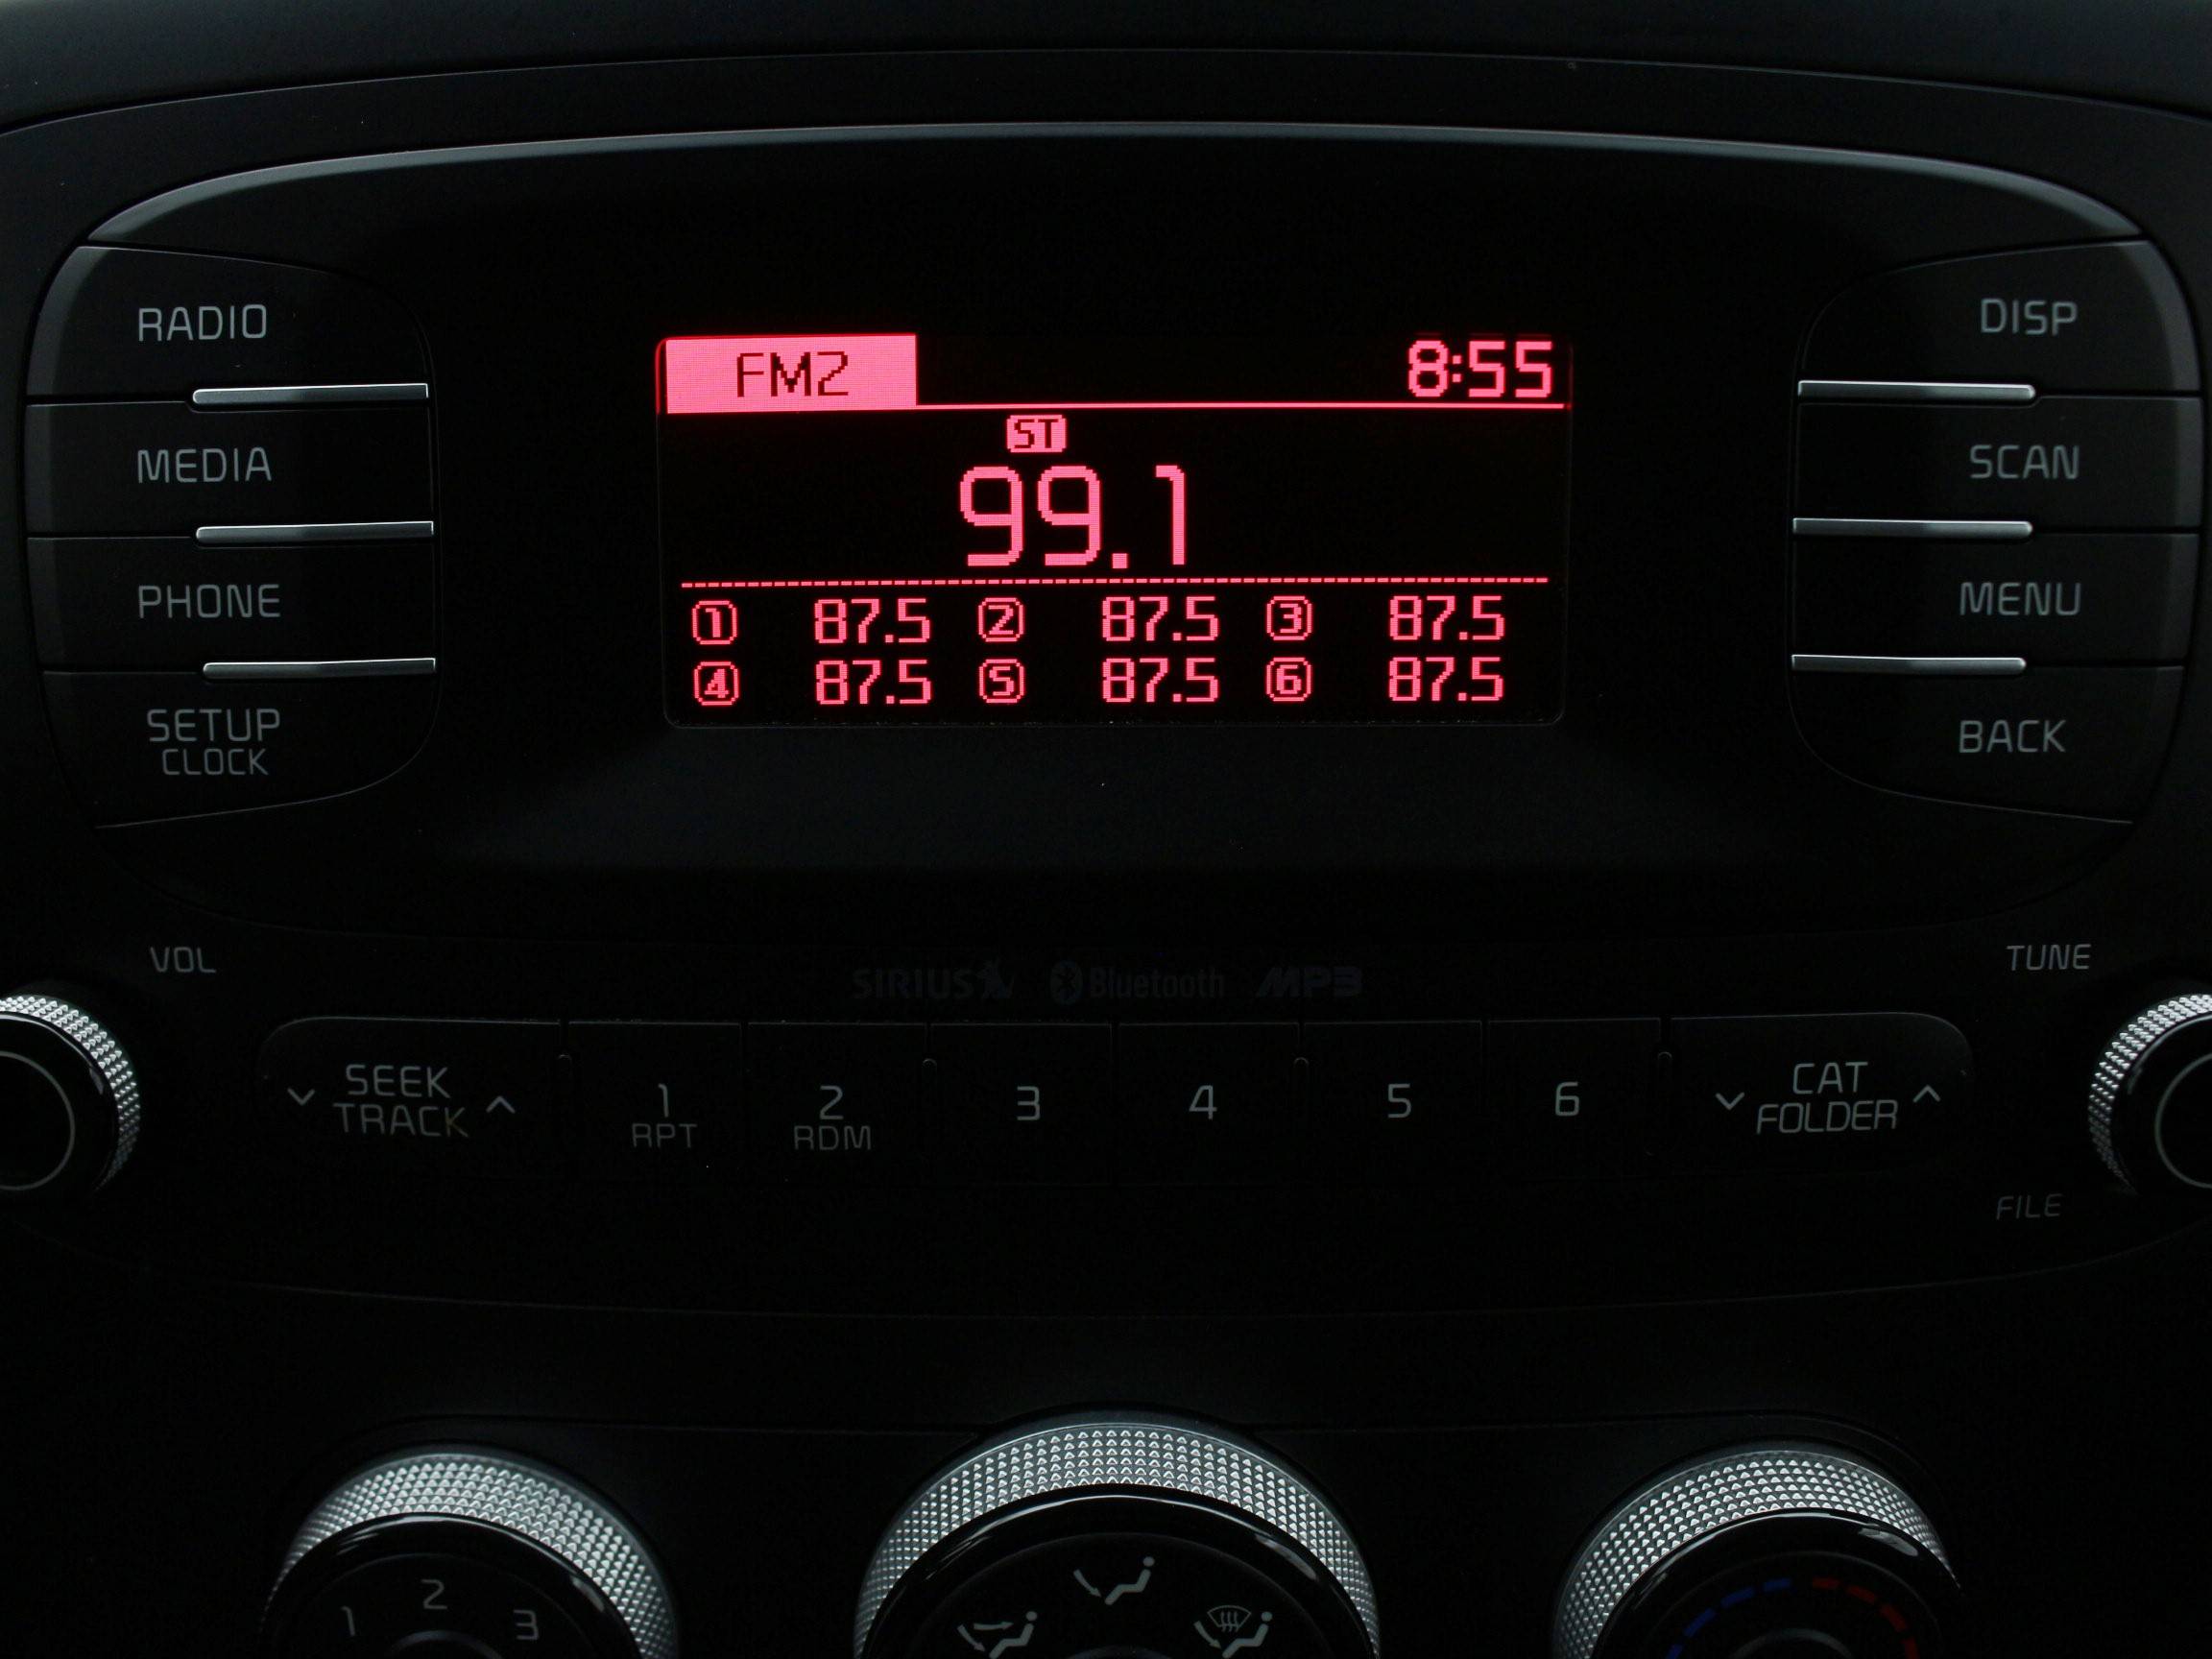 RADIO
MEDIA
PHONE
SETUP
CLOCK
FM2 8:55
ST
99.1
1 87.5 2 87.5 3 87.5
4 87.5 5 87.5 6 87.5
DISP
SCAN
MENU
BACK
VOL
SIRIUS Bluetooth MP3
TUNE
SEEK
TRACK
1
RPT
2
RDM
3
4
5
6
CAT
FOLDER
FILE
1 2 3